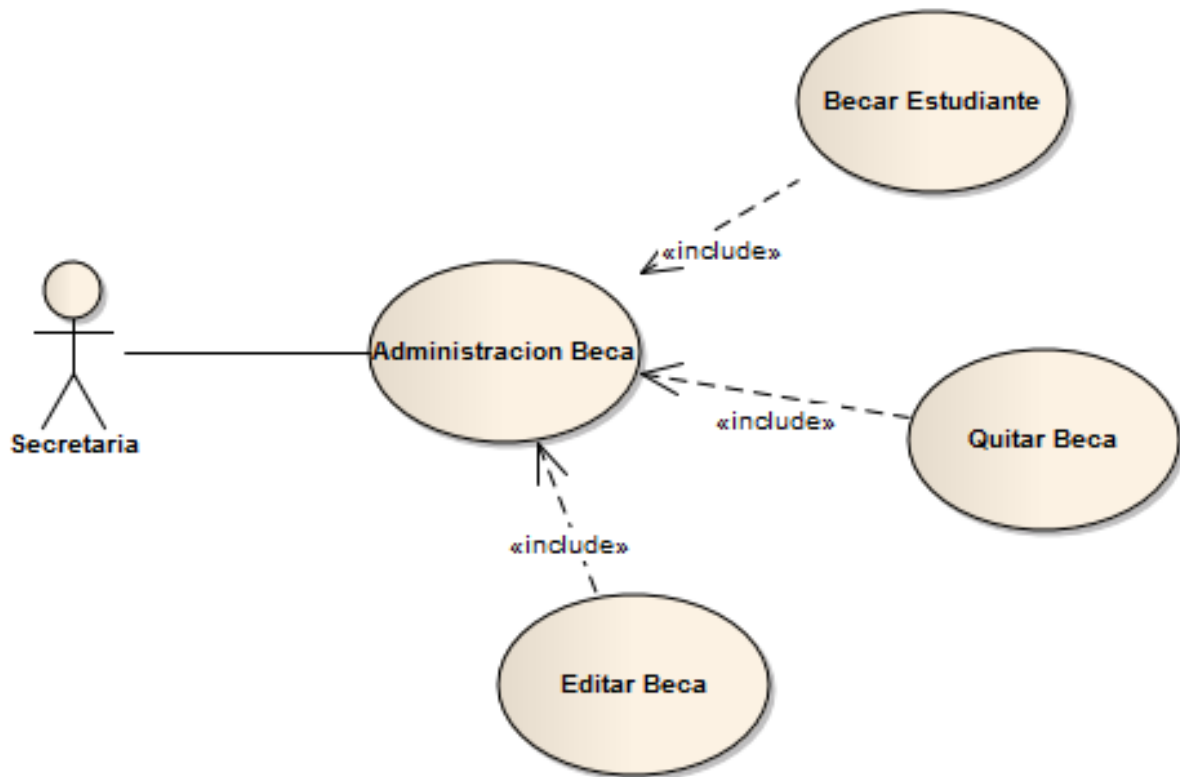 Becar Estudiante
«include»
Administracion Beca
Secretaria
«include»
Quitar Beca
«include»
Editar Beca